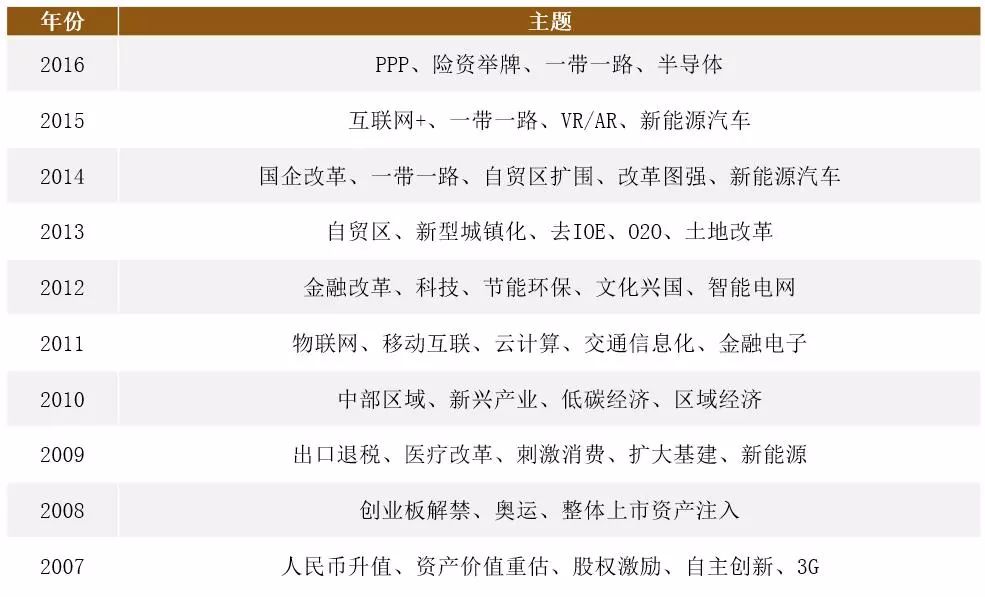 年份 主题
2016 PPP、险资举牌、一带一路、半导体
2015 互联网+、一带一路、VR/AR、新能源汽车
2014 国企改革、一带一路、自贸区扩围、改革图强、新能源汽车
2013 自贸区、新型城镇化、去IOE、O2O、土地改革
2012 金融改革、科技、节能环保、文化兴国、智能电网
2011 物联网、移动互联、云计算、交通信息化、金融电子
2010 中部区域、新兴产业、低碳经济、区域经济
2009 出口退税、医疗改革、刺激消费、扩大基建、新能源
2008 创业板解禁、奥运、整体上市资产注入
2007 人民币升值、资产价值重估、股权激励、自主创新、3G